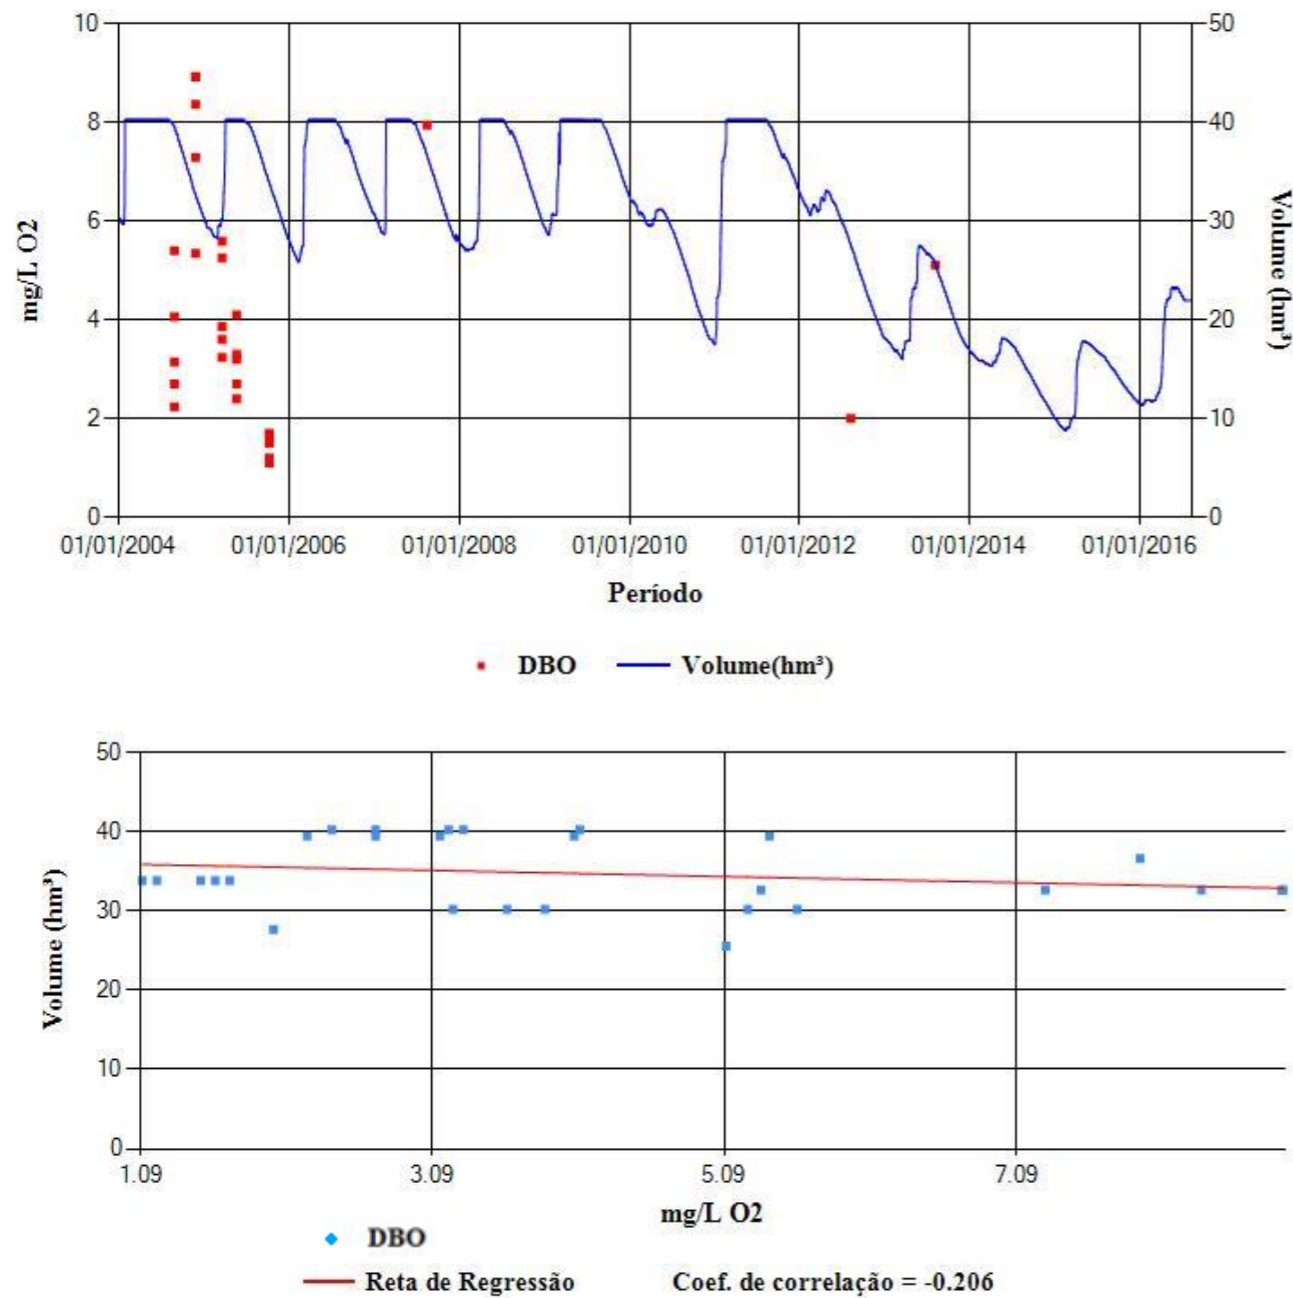 10
50
8
40
6
30
4
20
2
10
0
0
mg/L O2
Volume (hm³)
01/01/2004 01/01/2006 01/01/2008 01/01/2010 01/01/2012 01/01/2014 01/01/2016
Período
DBO Volume(hm³)
50
40
30
20
10
0
Volume (hm³)
1.09 3.09 5.09 7.09
mg/L O2
DBO
Reta de Regressão Coef. de correlação = -0.206